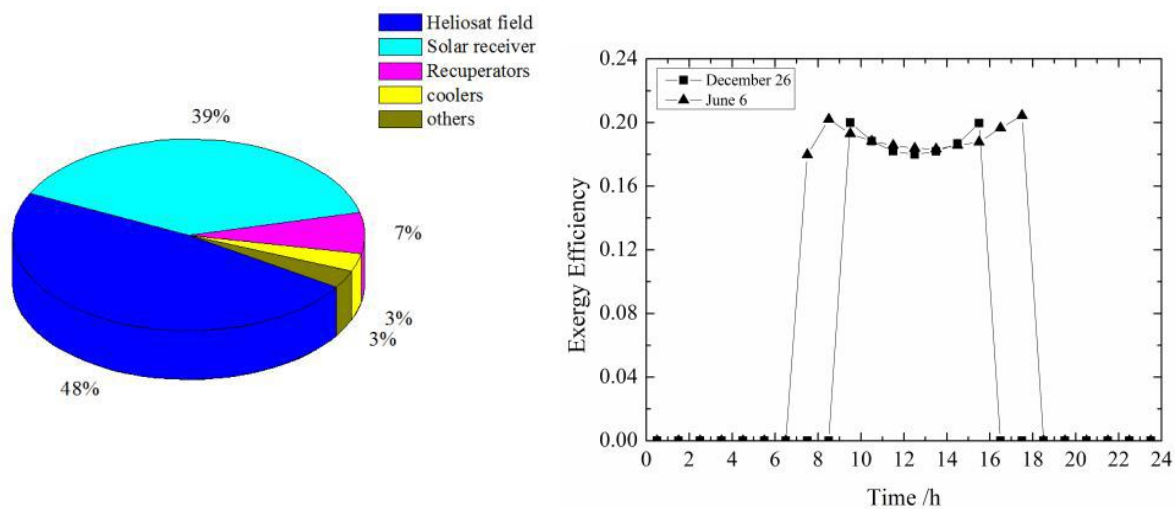 Heliosat field
Solar receiver
Recuperators
coolers
others
39%
7%
3%
3%
48%
0.24
0.20
0.16
0.12
0.08
0.04
0.00
Exergy Efficiency
December 26
June 6
0 2 4 6 8 10 12 14 16 18 20 22 24
Time /h